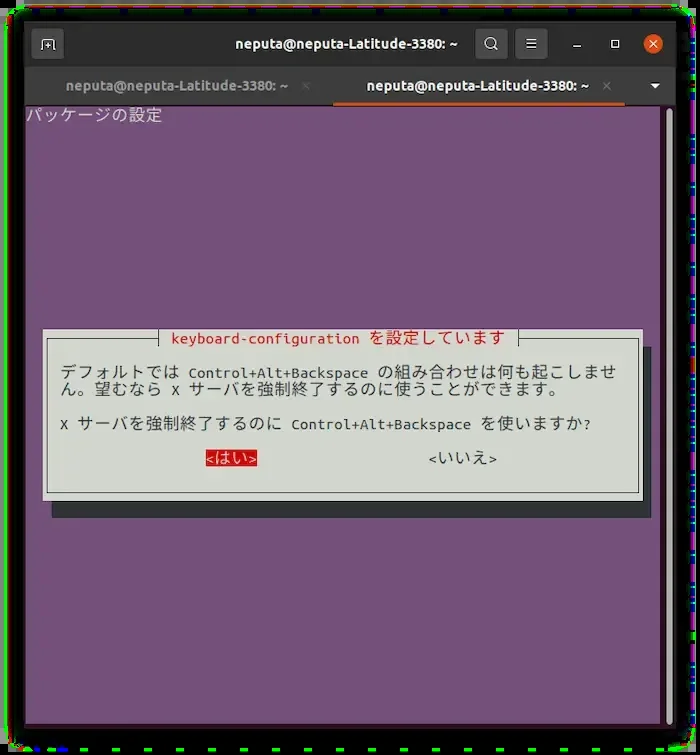 neputa@neputa-Latitude-3380: ~
neputa@neputa-Latitude-3380: ~ × neputa@neputa-Latitude-3380: ~ ×
パッケージの設定
keyboard-configuration を設定しています
デフォルトでは Control+Alt+Backspace の組み合わせは何も起こしませ
ん。望むなら X サーバを強制終了するのに使うことができます。
X サーバを強制終了するのに Control+Alt+Backspace を使いますか?
<はい> <いいえ>